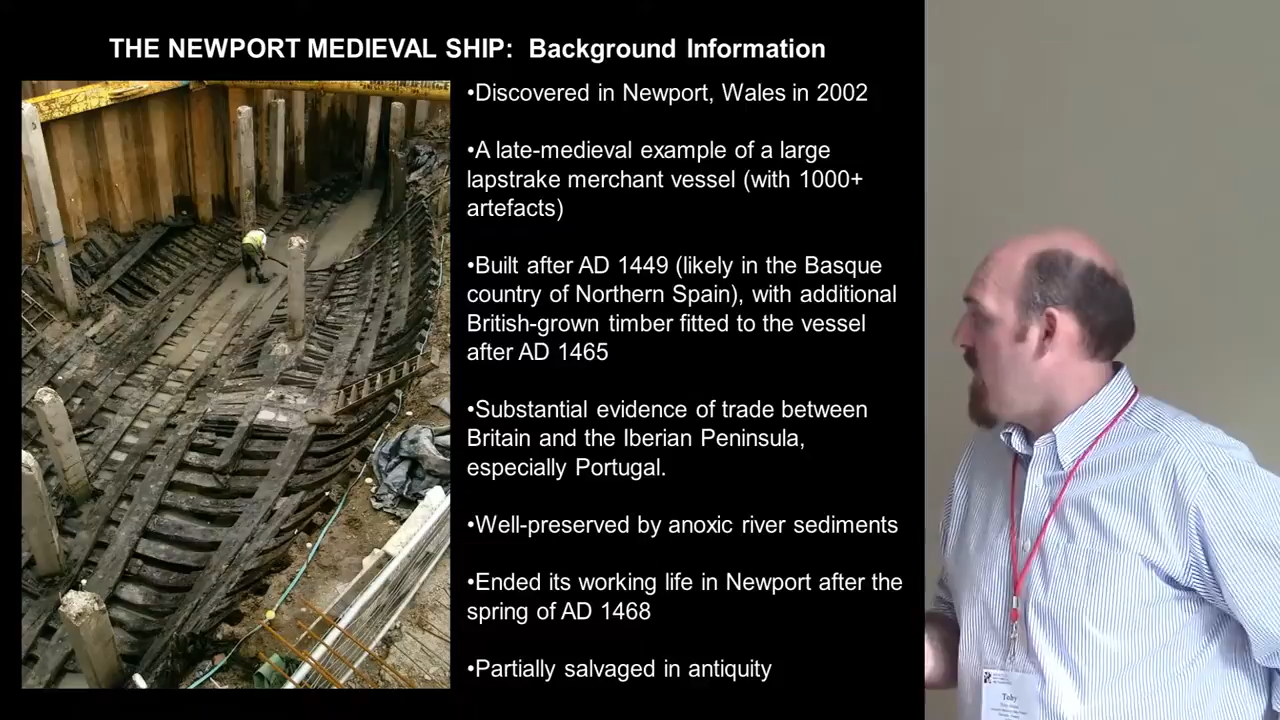 THE NEWPORT MEDIEVAL SHIP: Background Information
•Discovered in Newport, Wales in 2002
•A late-medieval example of a large
lapstrake merchant vessel (with 1000+
artefacts)
•Built after AD 1449 (likely in the Basque
country of Northern Spain), with additional
British-grown timber fitted to the vessel
after AD 1465
•Substantial evidence of trade between
Britain and the Iberian Peninsula,
especially Portugal.
•Well-preserved by anoxic river sediments
•Ended its working life in Newport after the
spring of AD 1468
•Partially salvaged in antiquity
Toby